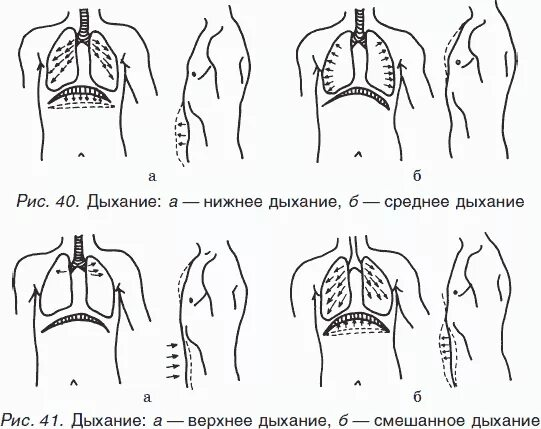 а
б
Рис. 40. Дыхание: а — нижнее дыхание, б — среднее дыхание
а
б
Рис. 41. Дыхание: а — верхнее дыхание, б — смешанное дыхание